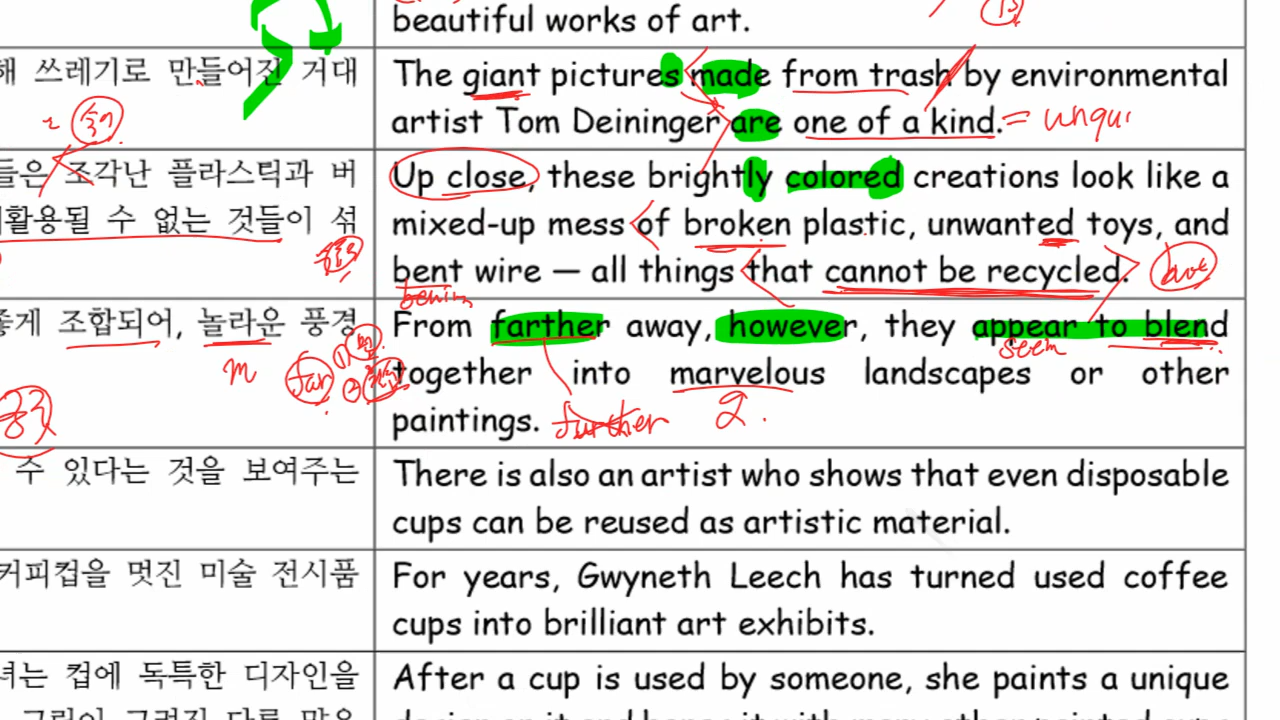 beautiful works of art.
해 쓰레기로 만들어진 거대
The giant pictures made from trash by environmental
artist Tom Deininger are one of a kind. = unqu
들은 조각난 플라스틱과 버
Up close, these brightly colored creations look like a
활용될 수 없는 것들이 섞
mixed-up mess of broken plastic, unwanted toys, and
bent wire — all things that cannot be recycled.
좋게 조합되어, 놀라운 풍경
From farther away, however, they appear to blend
seem
m
far
together into marvelous landscapes or other
paintings.
further
수 있다는 것을 보여주는
There is also an artist who shows that even disposable
cups can be reused as artistic material.
커피컵을 멋진 미술 전시품
For years, Gwyneth Leech has turned used coffee
cups into brilliant art exhibits.
녀는 컵에 독특한 디자인을
After a cup is used by someone, she paints a unique